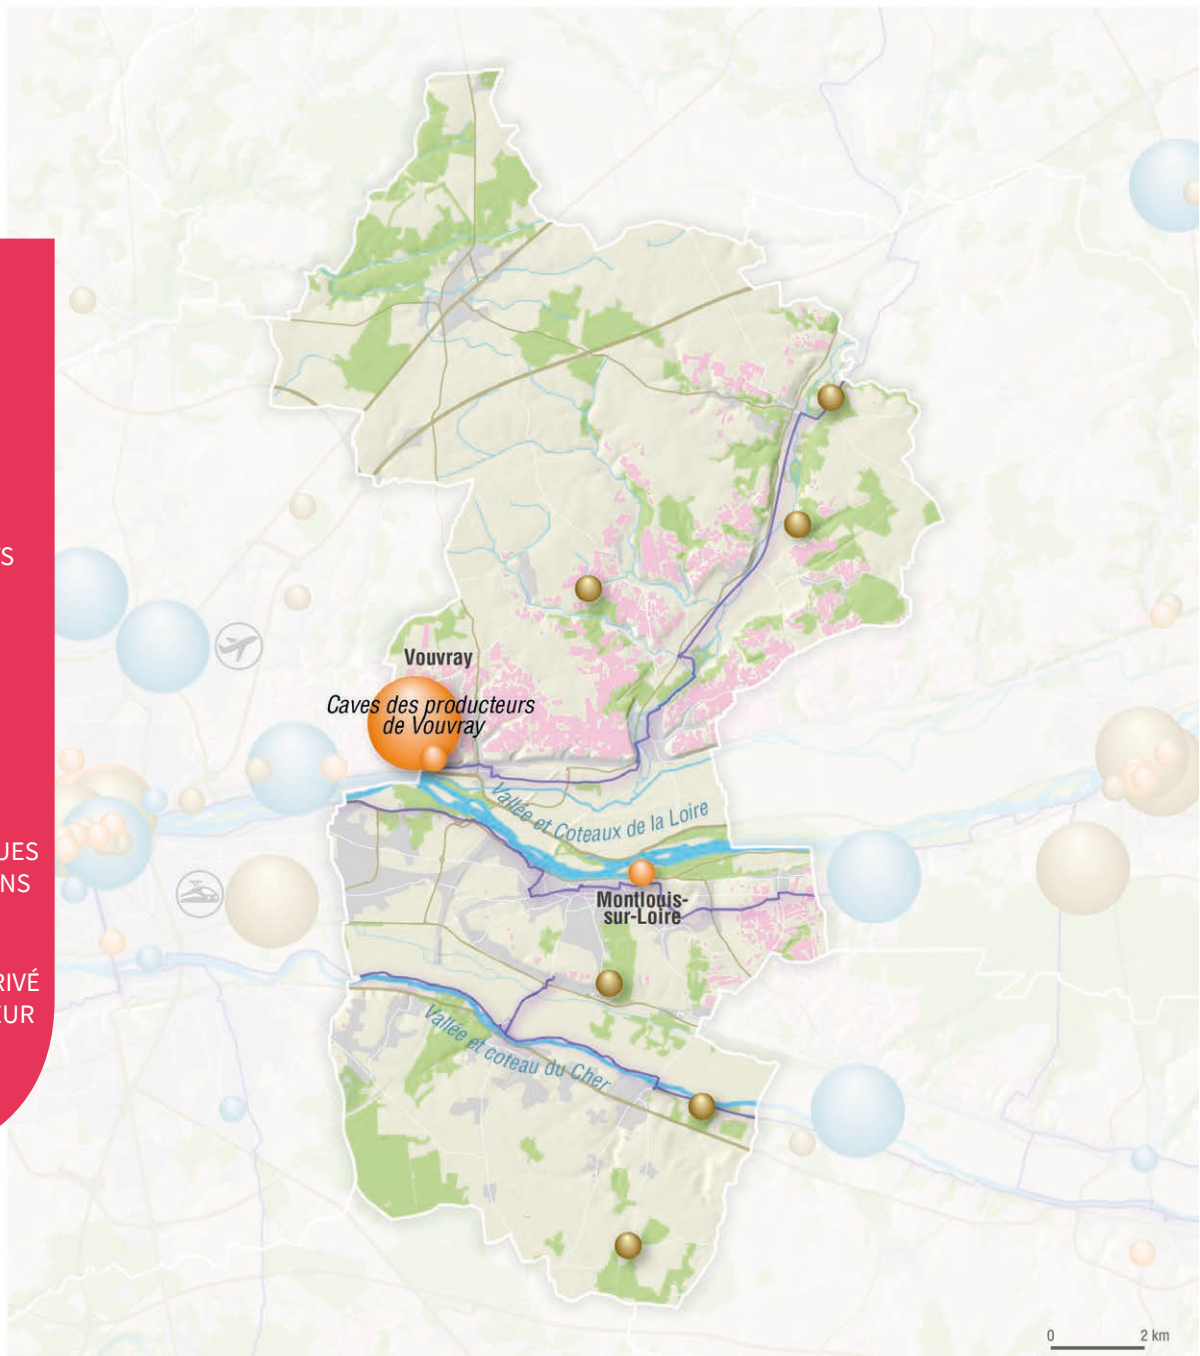 TS
UES
NS
RIVÉ
EUR
Vouvray
Caves des producteurs
de Vouvray
Vallée et Coteaux de la Loire
Montlouis-
sur-Loire
Vallée et coteau du Cher
0 2 km